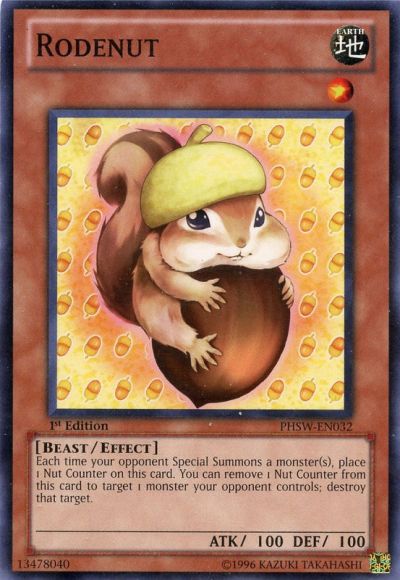 RODENUT
EARTH
地
1st Edition
PHSW-EN032
[BEAST/EFFECT]
Each time your opponent Special Summons a monster(s), place
1 Nut Counter on this card. You can remove 1 Nut Counter from
this card to target 1 monster your opponent controls; destroy
that target.
ATK/ 100 DEF/ 100
13478040
©1996 KAZUKI TAKAHASHI